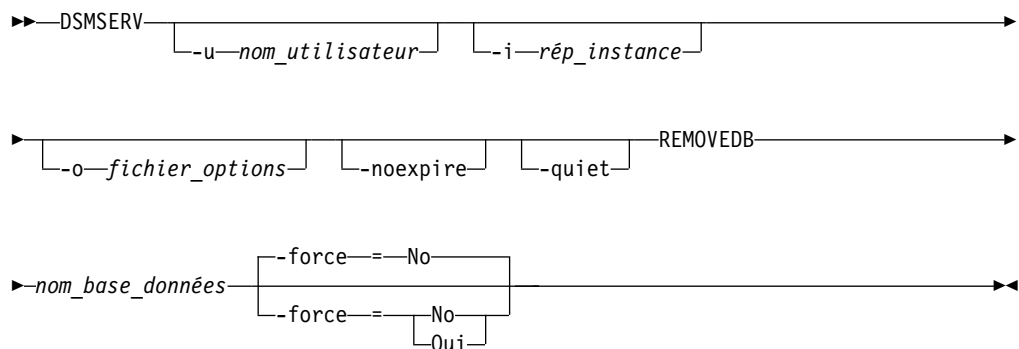 DSMSERV
-u nom_utilisateur -i rép_instance
-o fichier_options -noexpire -quiet REMOVEDB
nom_base_données -force = No
-force = No
Oui